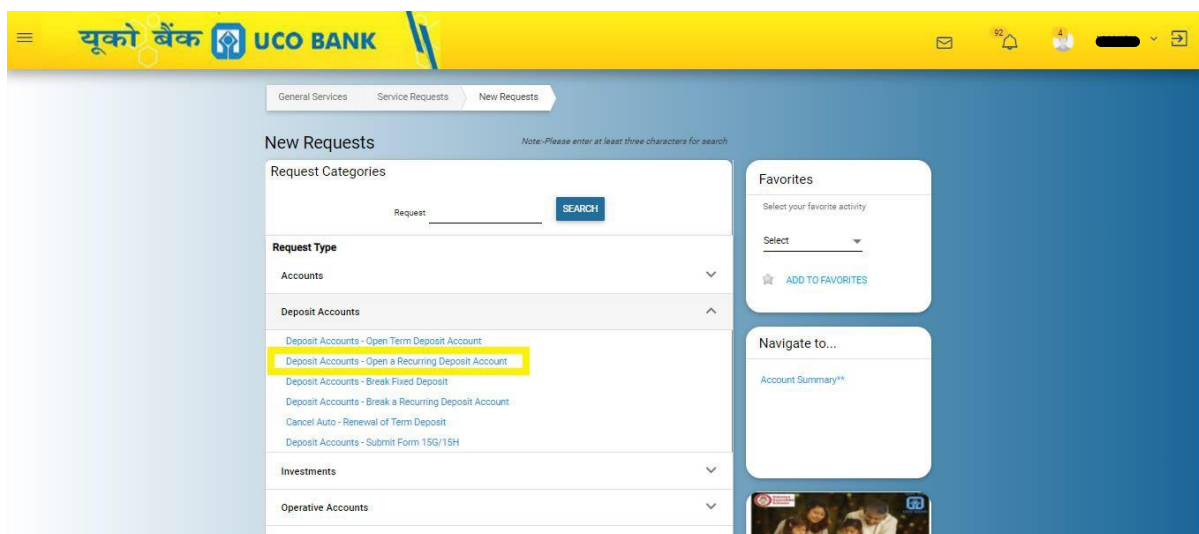 यूको बैंक UCO BANK
92
4
General Services Service Requests New Requests
New Requests
Note:-Please enter at least three characters for search
Request Categories
Request SEARCH
Request Type
Accounts
Deposit Accounts
Deposit Accounts - Open Term Deposit Account
Deposit Accounts - Open a Recurring Deposit Account
Deposit Accounts - Break Fixed Deposit
Deposit Accounts - Break a Recurring Deposit Account
Cancel Auto - Renewal of Term Deposit
Deposit Accounts - Submit Form 15G/15H
Investments
Operative Accounts
Favorites
Select your favorite activity
Select
ADD TO FAVORITES
Navigate to...
Account Summary**